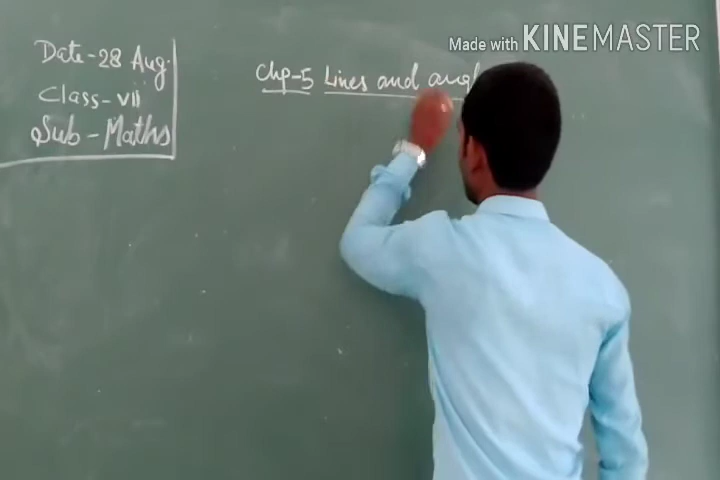 Date-28 Aug.
Class-VII
Sub-Maths
Chp-5 Lines and angl
Made with KINEMASTER